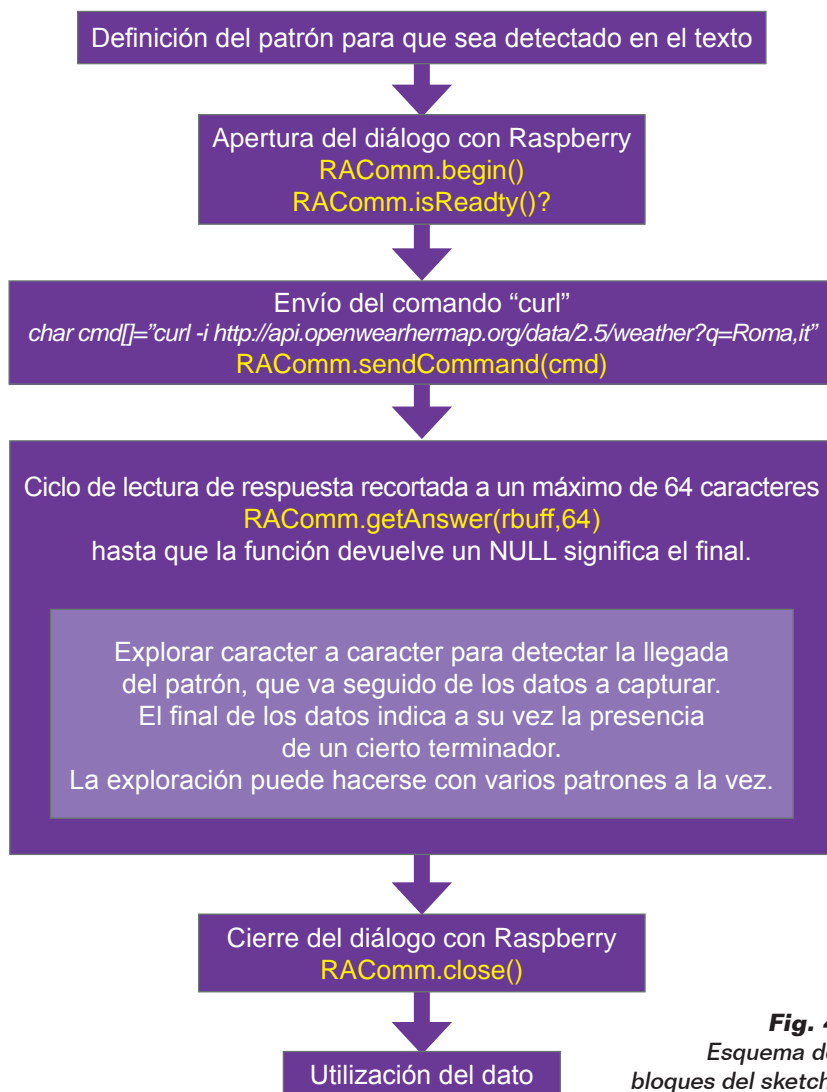 Definición del patrón para que sea detectado en el texto
Apertura del diálogo con Raspberry
RAComm.begin()
RAComm.isReadty()?
Envío del comando “curl”
char cmd[]=”curl -i http://api.openwearhermap.org/data/2.5/weather?q=Roma,it”
RAComm.sendCommand(cmd)
Ciclo de lectura de respuesta recortada a un máximo de 64 caracteres
RAComm.getAnswer(rbuff,64)
hasta que la función devuelve un NULL significa el final.
Explorar caracter a caracter para detectar la llegada
del patrón, que va seguido de los datos a capturar.
El final de los datos indica a su vez la presencia
de un cierto terminador.
La exploración puede hacerse con varios patrones a la vez.
Cierre del diálogo con Raspberry
RAComm.close()
Utilización del dato
Fig.
Esquema
bloques del sketch